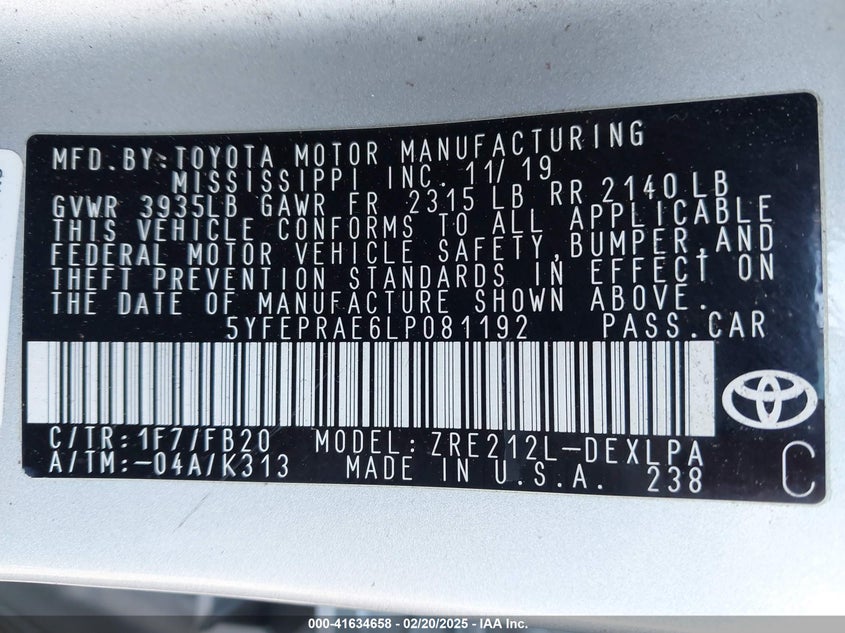 MFD.BY:TOYOTA MOTOR MANUFACTURING
MISSISSIPPI INC. 11/19
GVWR 3935LB GAWR FR 2315 LB RR 2140LB
THIS VEHICLE CONFORMS TO ALL APPLICABLE
FEDERAL MOTOR VEHICLE SAFETY,BUMPER,AND
THEFT PREVENTION STANDARDS IN EFFECT ON
THE DATE OF MANUFACTURE SHOWN ABOVE.
5YFEPRAE6LP081192 PASS.CAR
C/TR:1F7/FB20 MODEL:ZRE212L-DEXLPA
A/TM:-04A/K313 MADE IN U.S.A. 238
C
000-41634658 - 02/20/2025 - IAA Inc.